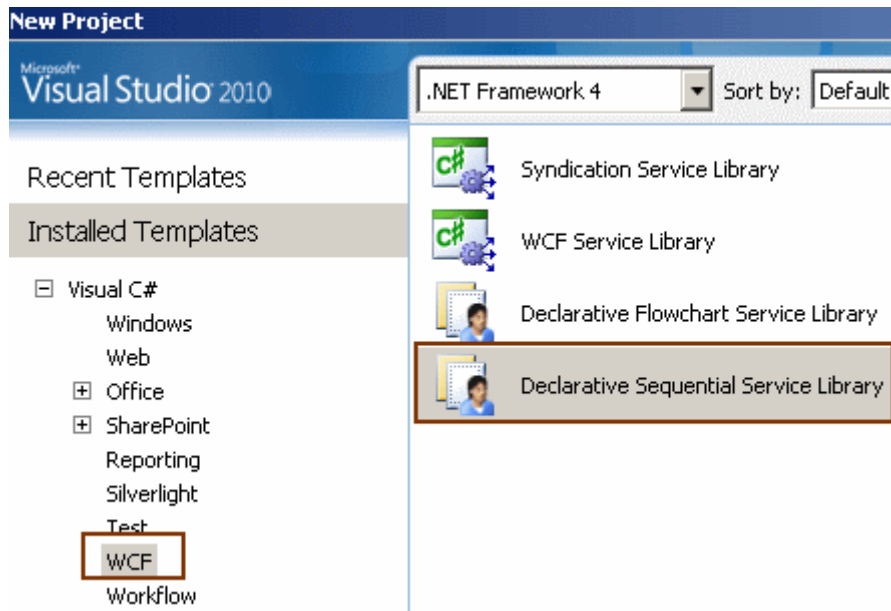 New Project
Microsoft
Visual Studio 2010
.NET Framework 4
Sort by:
Default
Recent Templates
Installed Templates
Visual C#
Windows
Web
Office
SharePoint
Reporting
Silverlight
Test
WCF
Workflow
C#
Syndication Service Library
C#
WCF Service Library
Declarative Flowchart Service Library
Declarative Sequential Service Library